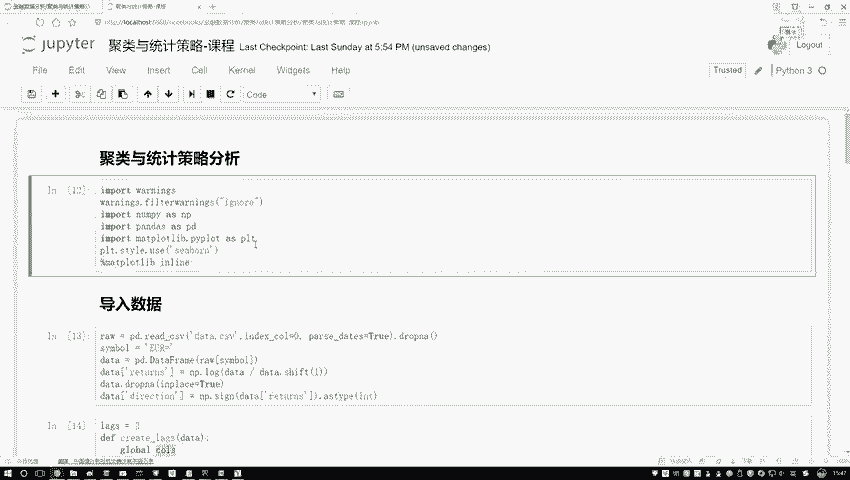 jupyter 聚类与统计策略-课程 Last Checkpoint: Last Sunday at 5:54 PM (unsaved changes)
Logout
File Edit View Insert Cell Kernel Widgets Help
Trusted Python 3
Code
聚类与统计策略分析
In [12]: import warnings
warnings.filterwarnings("ignore")
import numpy as np
import pandas as pd
import matplotlib.pyplot as plt
plt.style.use('seaborn')
%matplotlib inline
导入数据
In [13]: raw = pd.read_csv('data.csv',index_col=0, parse_dates=True).dropna()
symbol = 'EUR='
data = pd.DataFrame(raw[symbol])
data['returns'] = np.log(data / data.shift(1))
data.dropna(inplace=True)
data['direction'] = np.sign(data['returns']).astype(int)
In [14]: lags =
def create_lags(data):
global cols
15:47